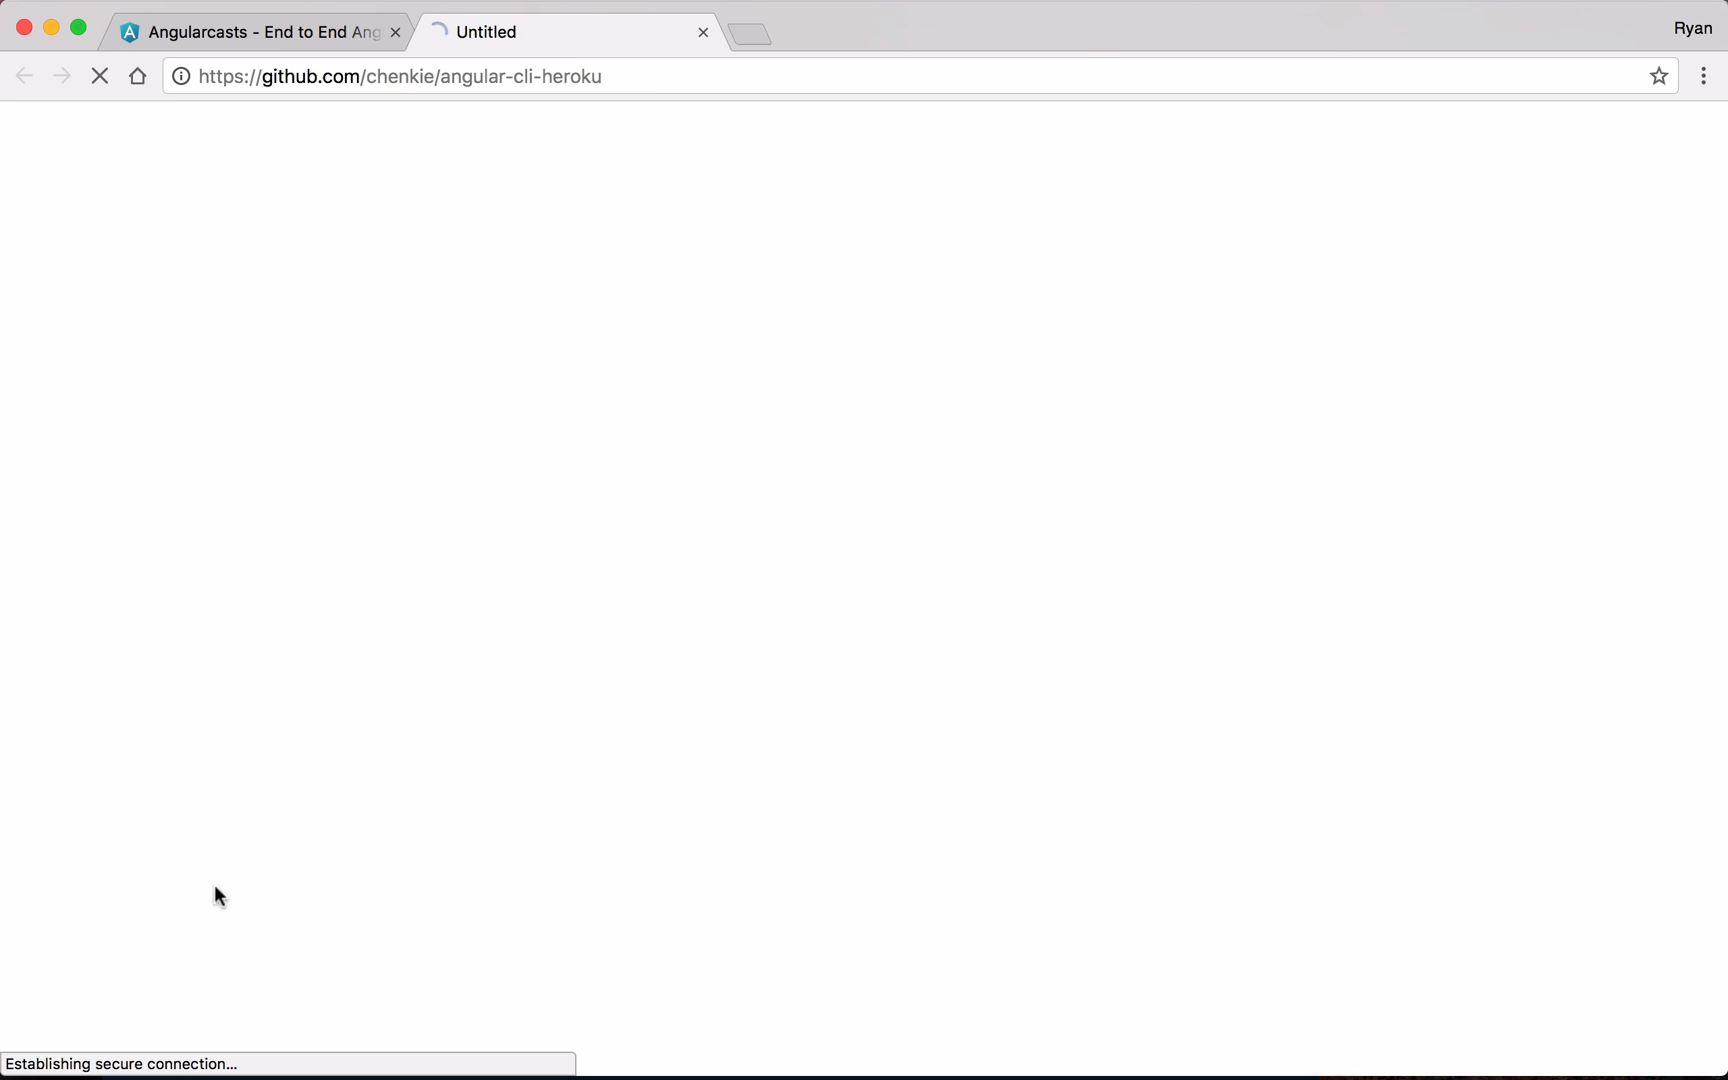 Angularcasts - End to End Ang
Untitled
Ryan
https://github.com/chenkie/angular-cli-heroku
Establishing secure connection...